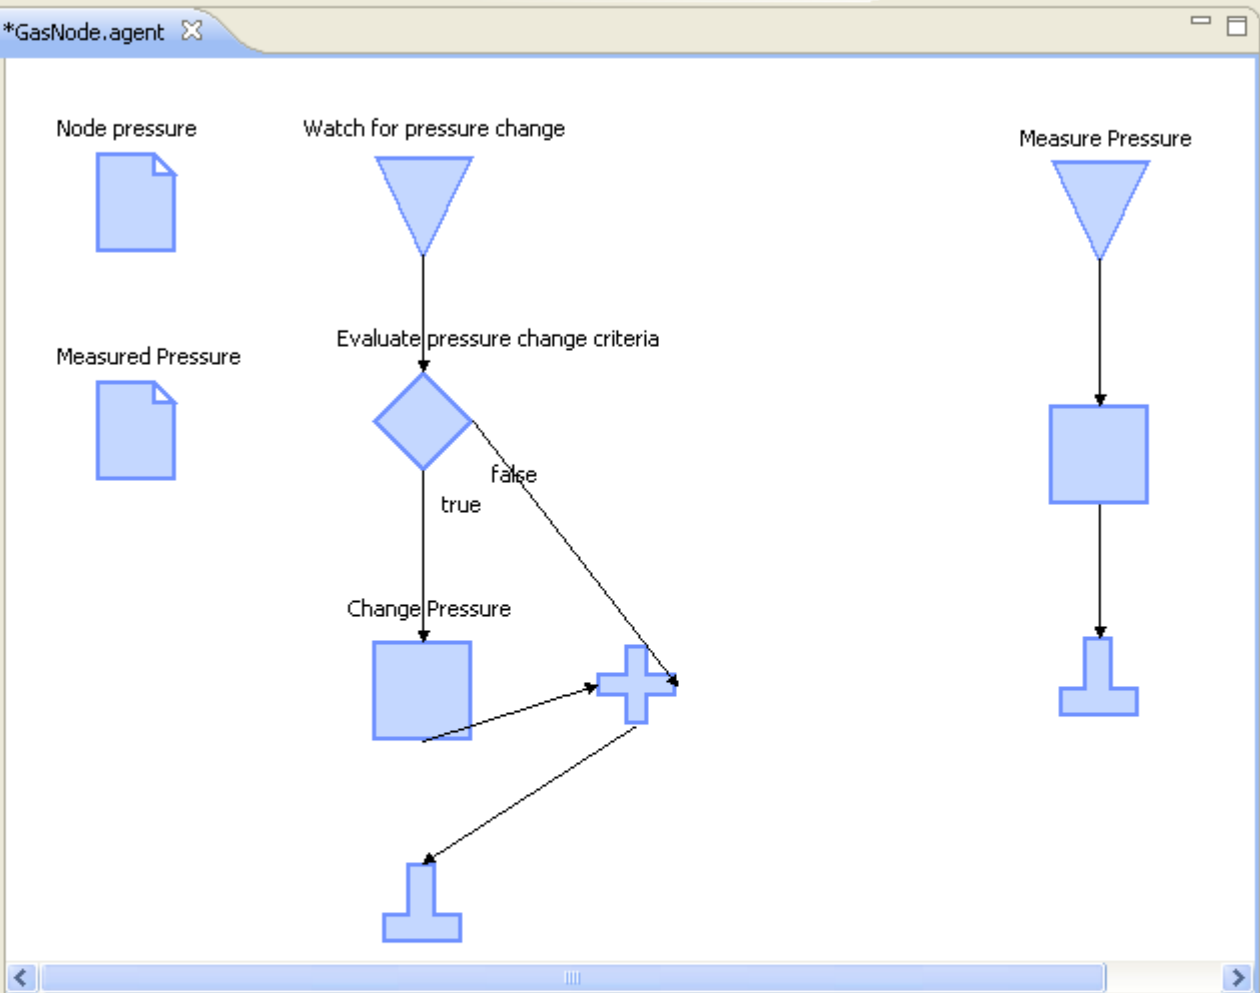 *GasNode.agent
Node pressure
Watch for pressure change
Measure Pressure
Evaluate pressure change criteria
Measured Pressure
false
true
Change Pressure